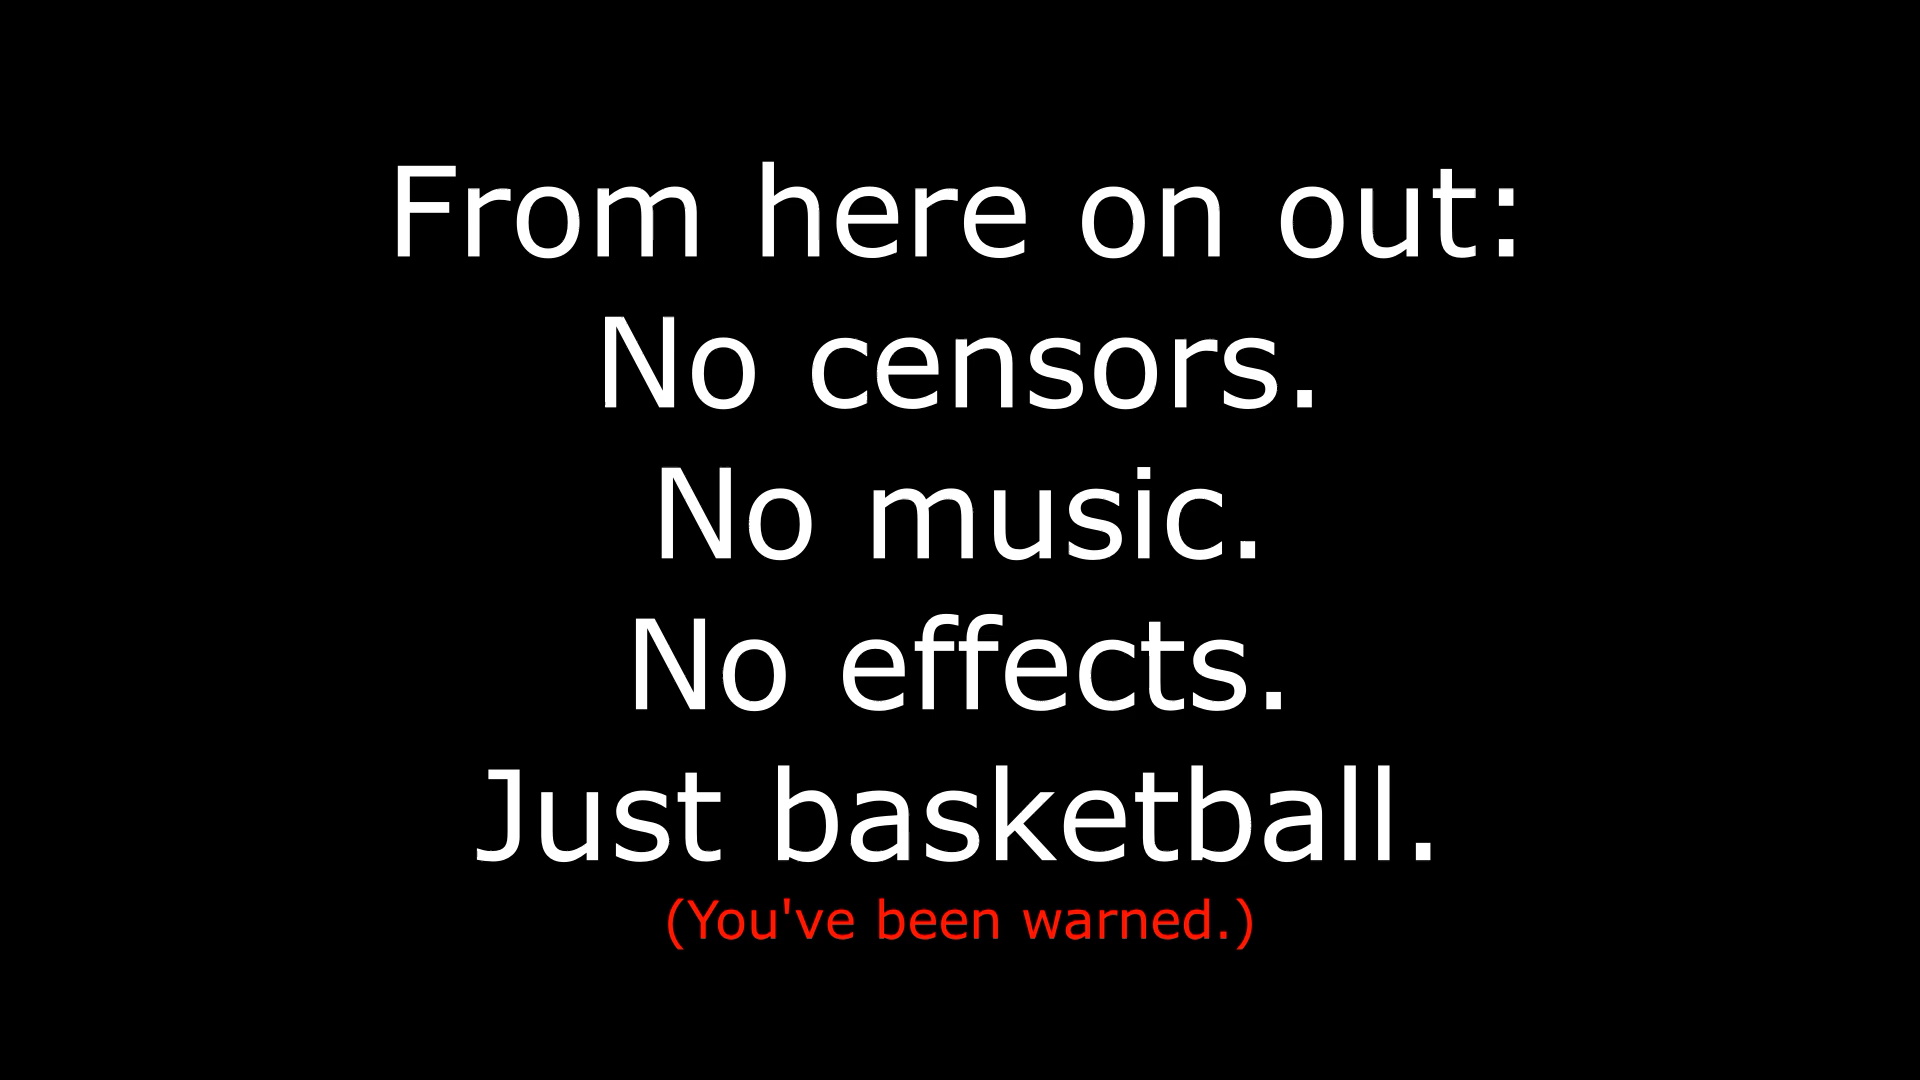 From here on out:
No censors.
No music.
No effects.
Just basketball.
(You've been warned.)